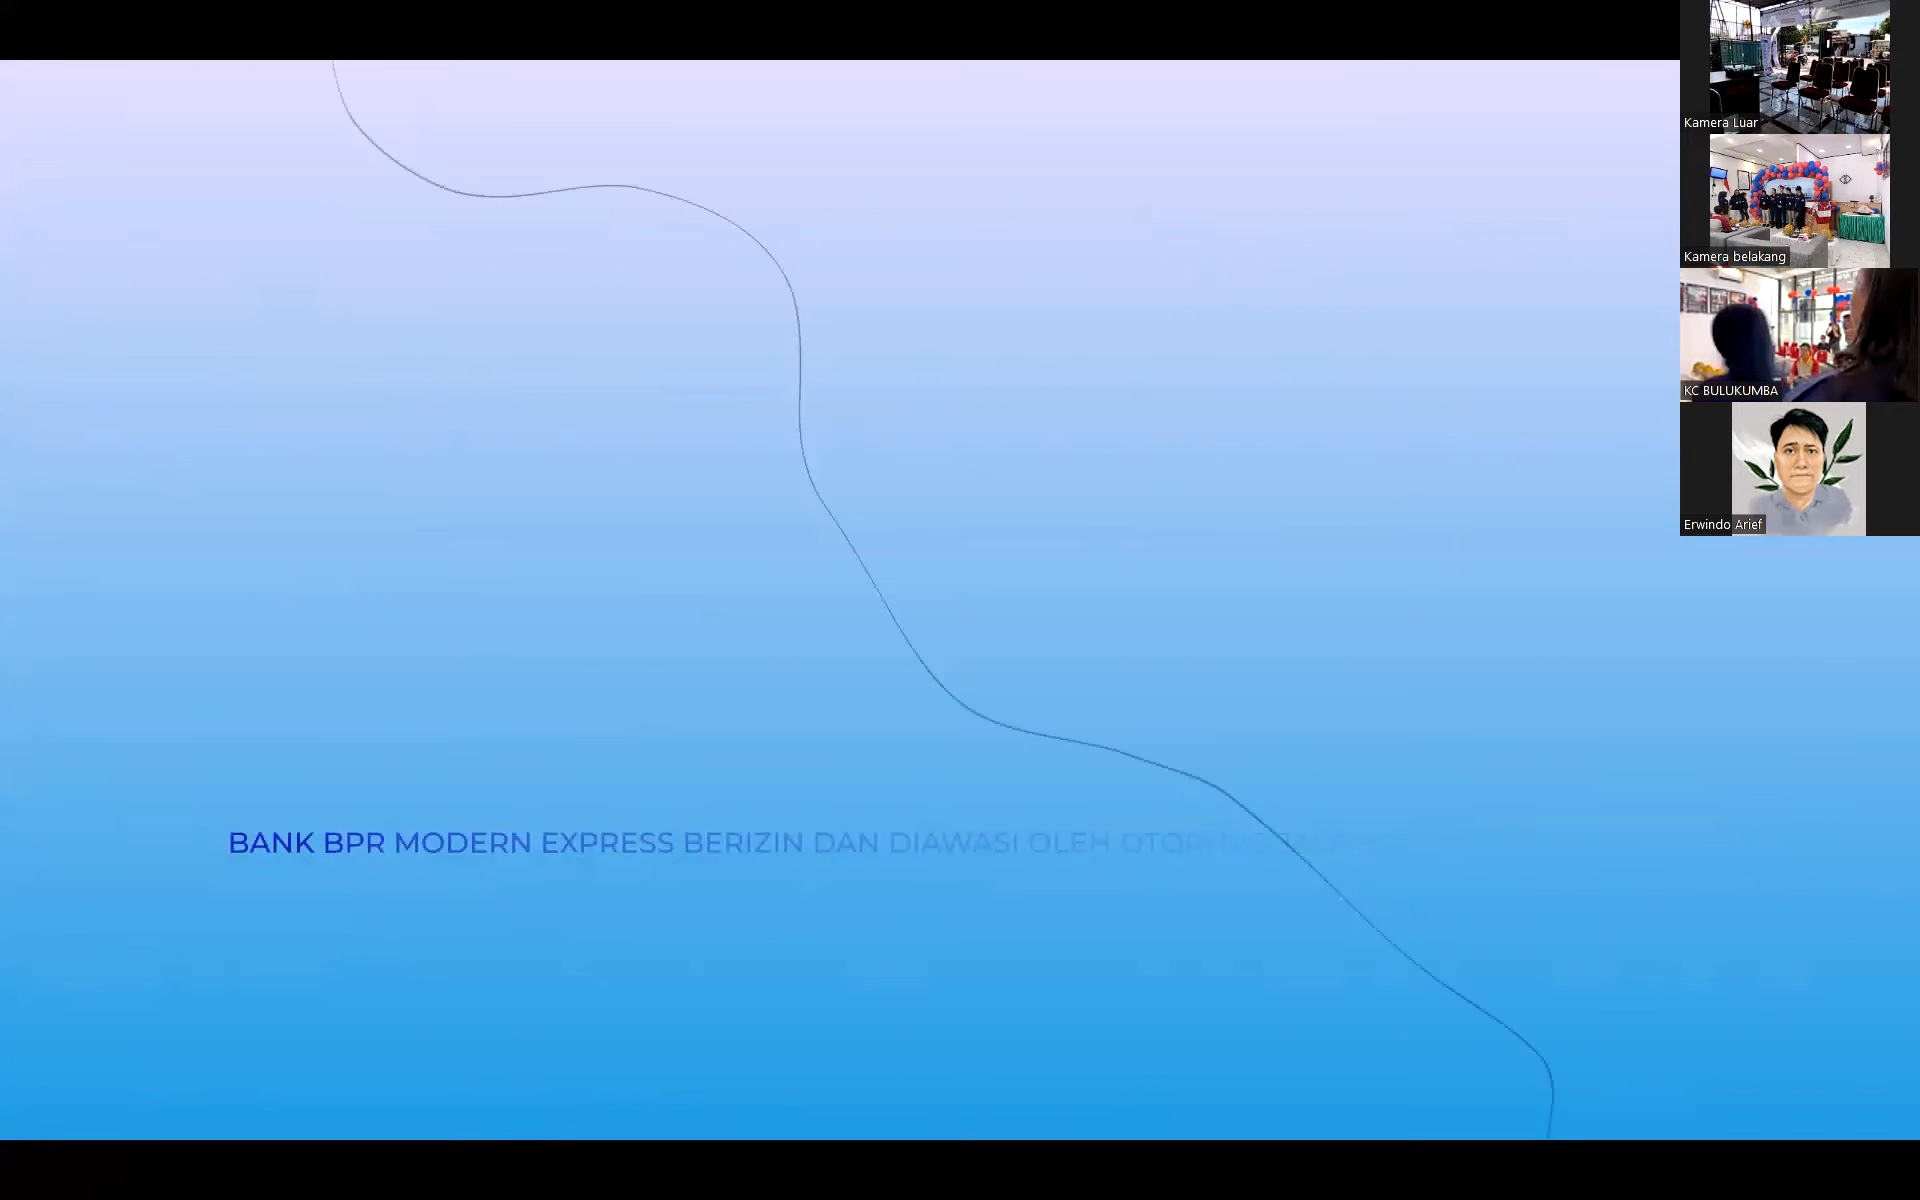 Kamera Luar
Kamera belakang
KC BULUKUMBA
Erwindo Arief
BANK BPR MODERN EXPRESS BERIZIN DAN DIAWASI OLEH